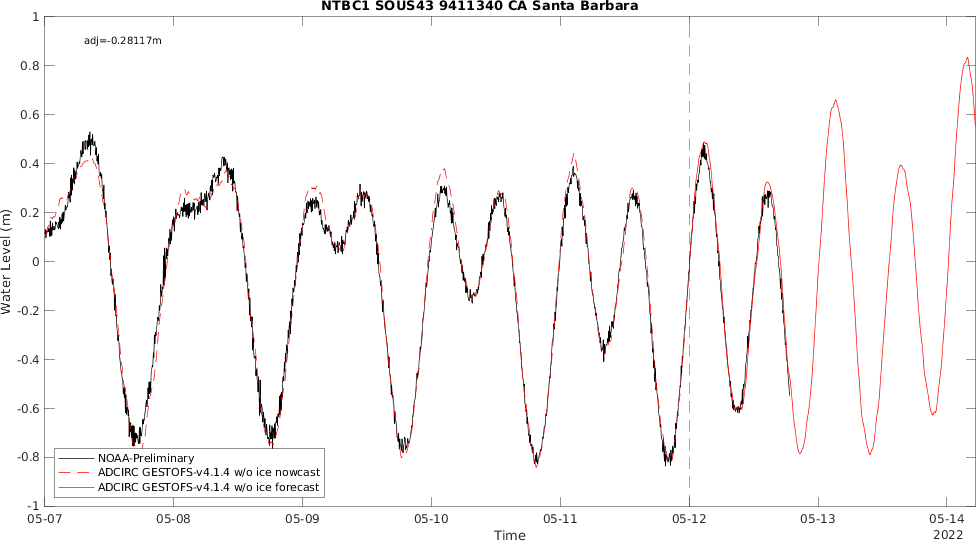 NTBC1 SOUS43 9411340 CA Santa Barbara
adj=-0.28117m
Water Level (m)
1
0.8
0.6
0.4
0.2
0
-0.2
-0.4
-0.6
-0.8
-1
NOAA-Preliminary
ADCIRC GESTOFS-v4.1.4 w/o ice nowcast
ADCIRC GESTOFS-v4.1.4 w/o ice forecast
05-07 05-08 05-09 05-10 05-11 05-12 05-13 05-14
Time
2022